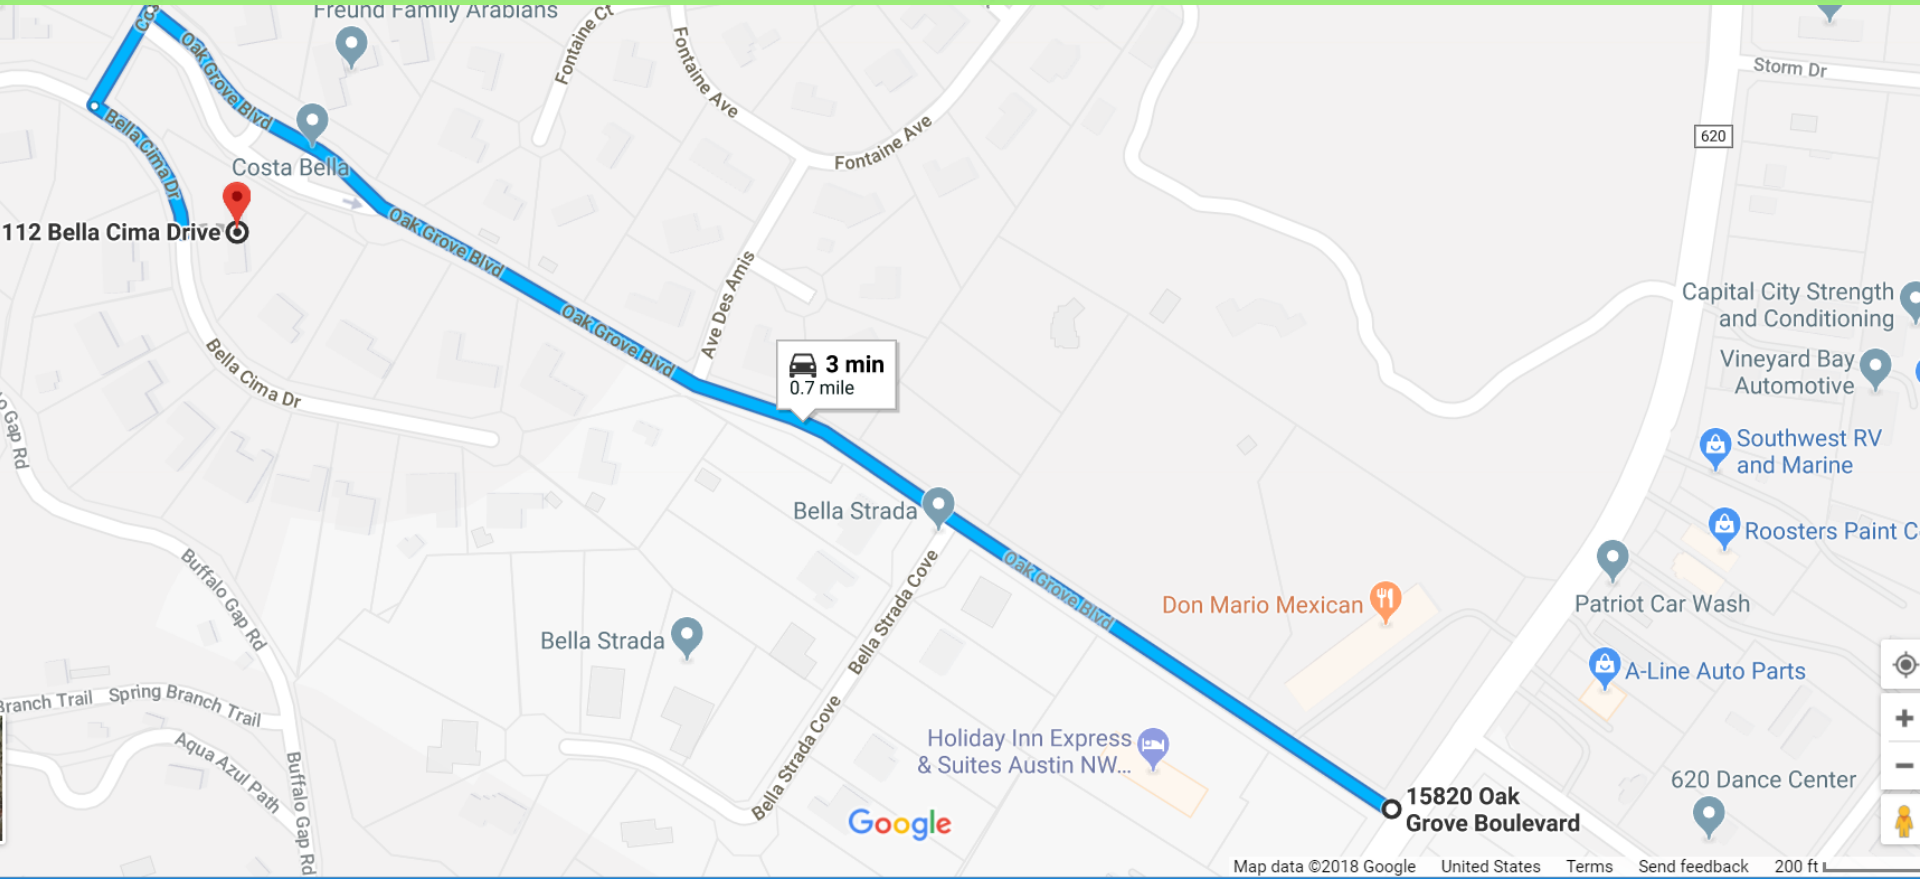 Freund Family Arabians
Fontaine Ct
Fontaine Ave
Fontaine Ave
Storm Dr
620
Oak Grove Blvd
Bella Cima Dr
Costa Bella
112 Bella Cima Drive
Oak Grove Blvd
Ave Des Amis
Oak Grove Blvd
Capital City Strength
and Conditioning
Vineyard Bay
Automotive
3 min
0.7 mile
Bella Cima Dr
Gap Rd
Southwest RV
and Marine
Bella Strada
Roosters Paint C
Oak Grove Blvd
Buffalo Gap Rd
Bella Strada Cove
Don Mario Mexican
Patriot Car Wash
Bella Strada
A-Line Auto Parts
Branch Trail
Spring Branch Trail
Aqua Azul Path
Buffalo Gap Rd
Bella Strada Cove
Holiday Inn Express
& Suites Austin NW...
620 Dance Center
15820 Oak
Grove Boulevard
Google
Map data ©2018 Google United States Terms Send feedback 200 ft